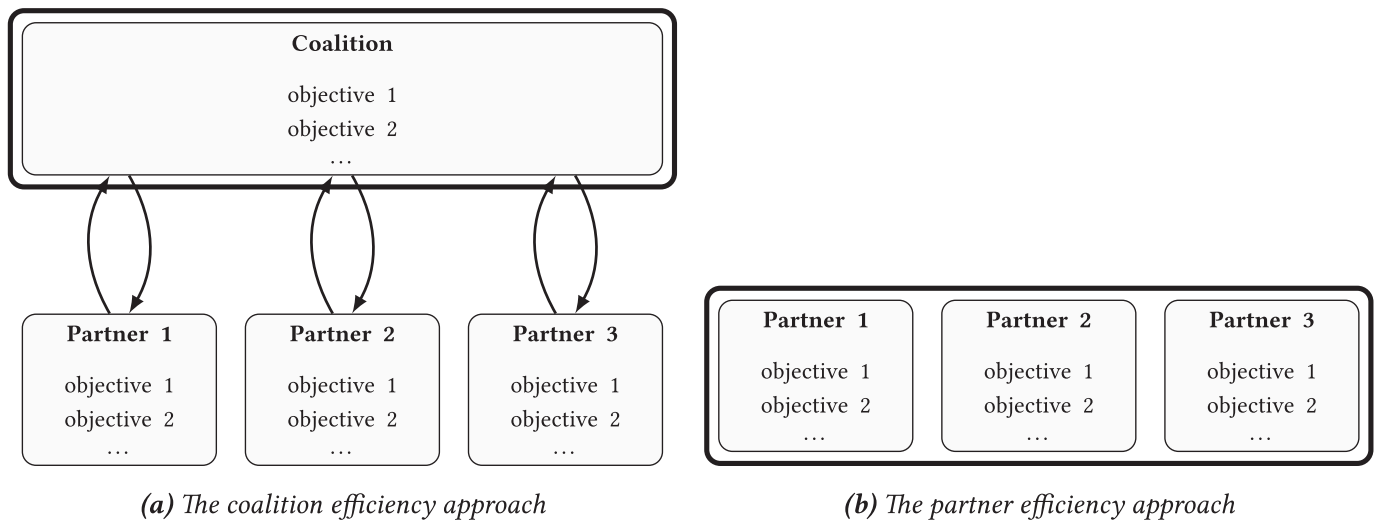 Coalition
objective 1
objective 2
...
Partner 1
objective 1
objective 2
...
Partner 2
objective 1
objective 2
...
Partner 3
objective 1
objective 2
...
(a) The coalition efficiency approach
Partner 1
objective 1
objective 2
...
Partner 2
objective 1
objective 2
...
Partner 3
objective 1
objective 2
...
(b) The partner efficiency approach